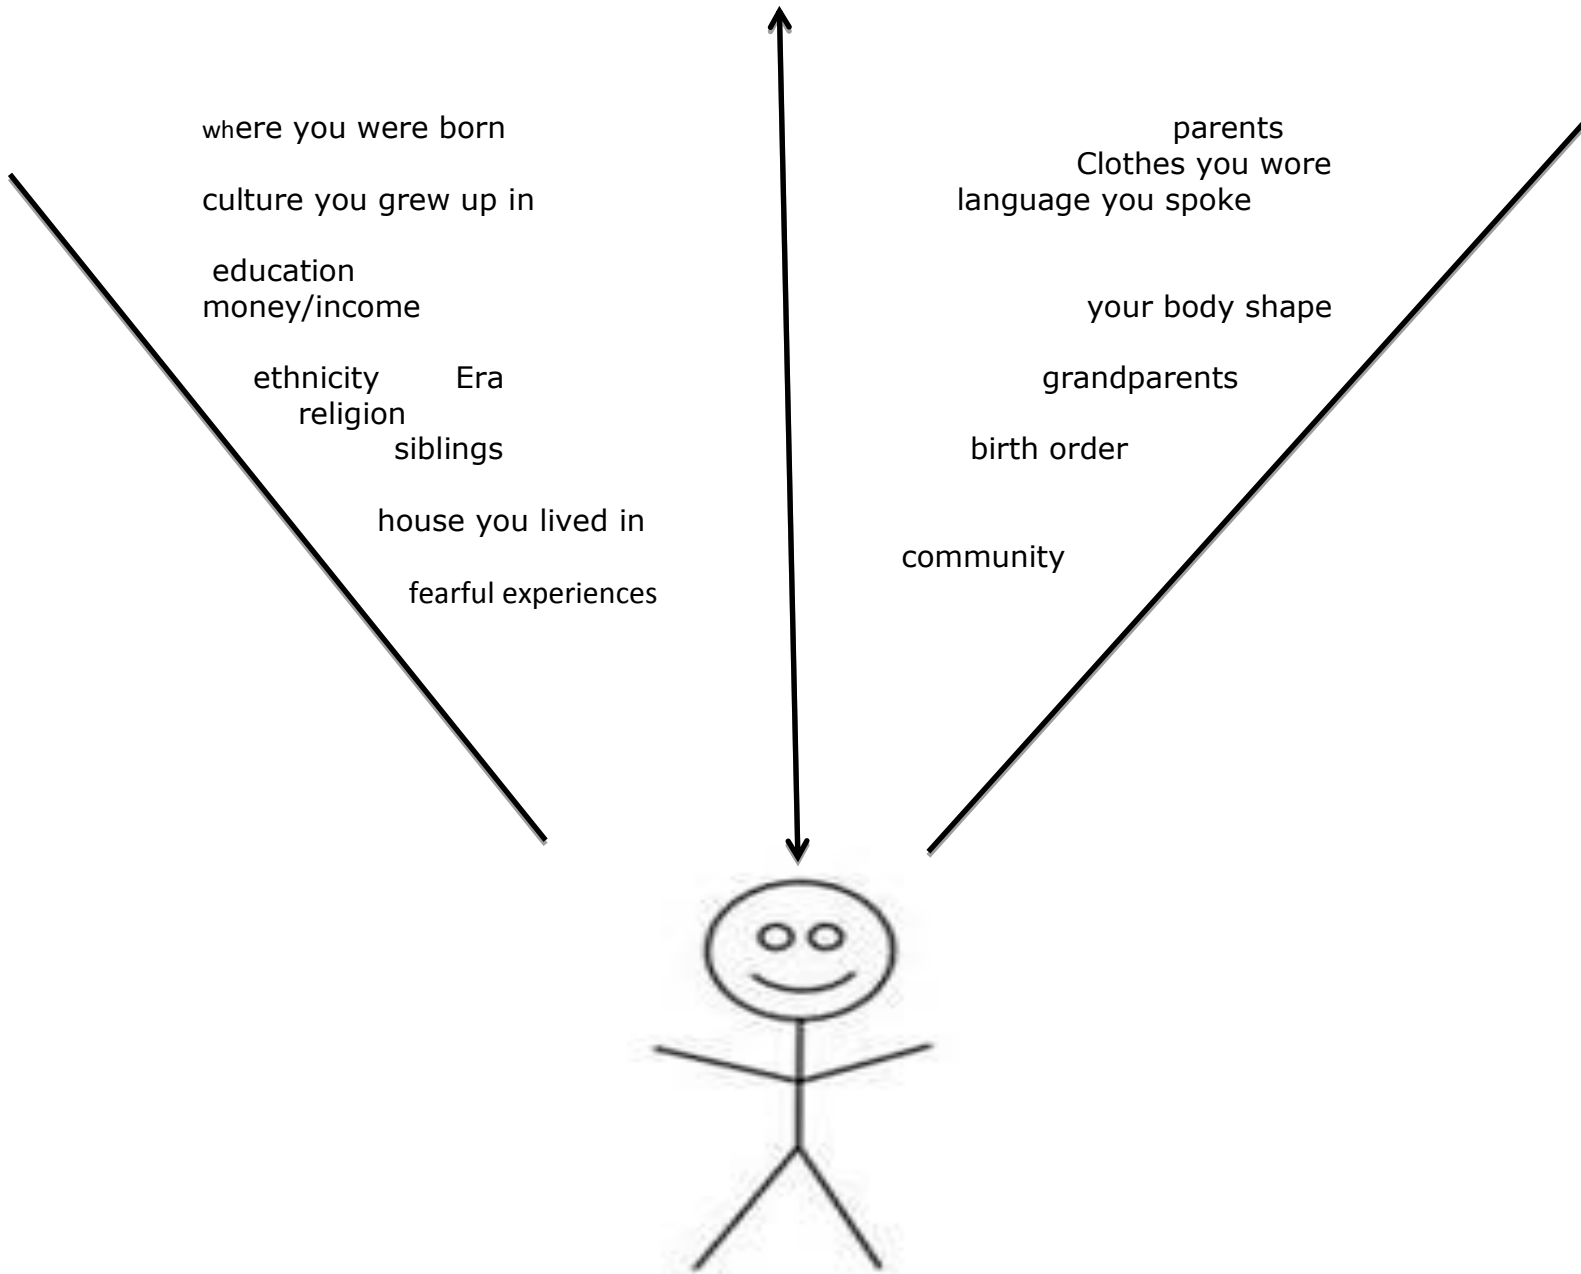 where you were born
culture you grew up in
education
money/income
ethnicity Era
religion
siblings
house you lived in
fearful experiences
parents
Clothes you wore
language you spoke
your body shape
grandparents
birth order
community